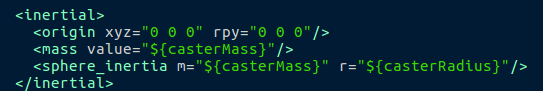 <inertial>
<origin xyz="0 0 0" rpy="0 0 0"/>
<mass value="${casterMass}"/>
<sphere_inertia m="${casterMass}" r="${casterRadius}"/>
</inertial>